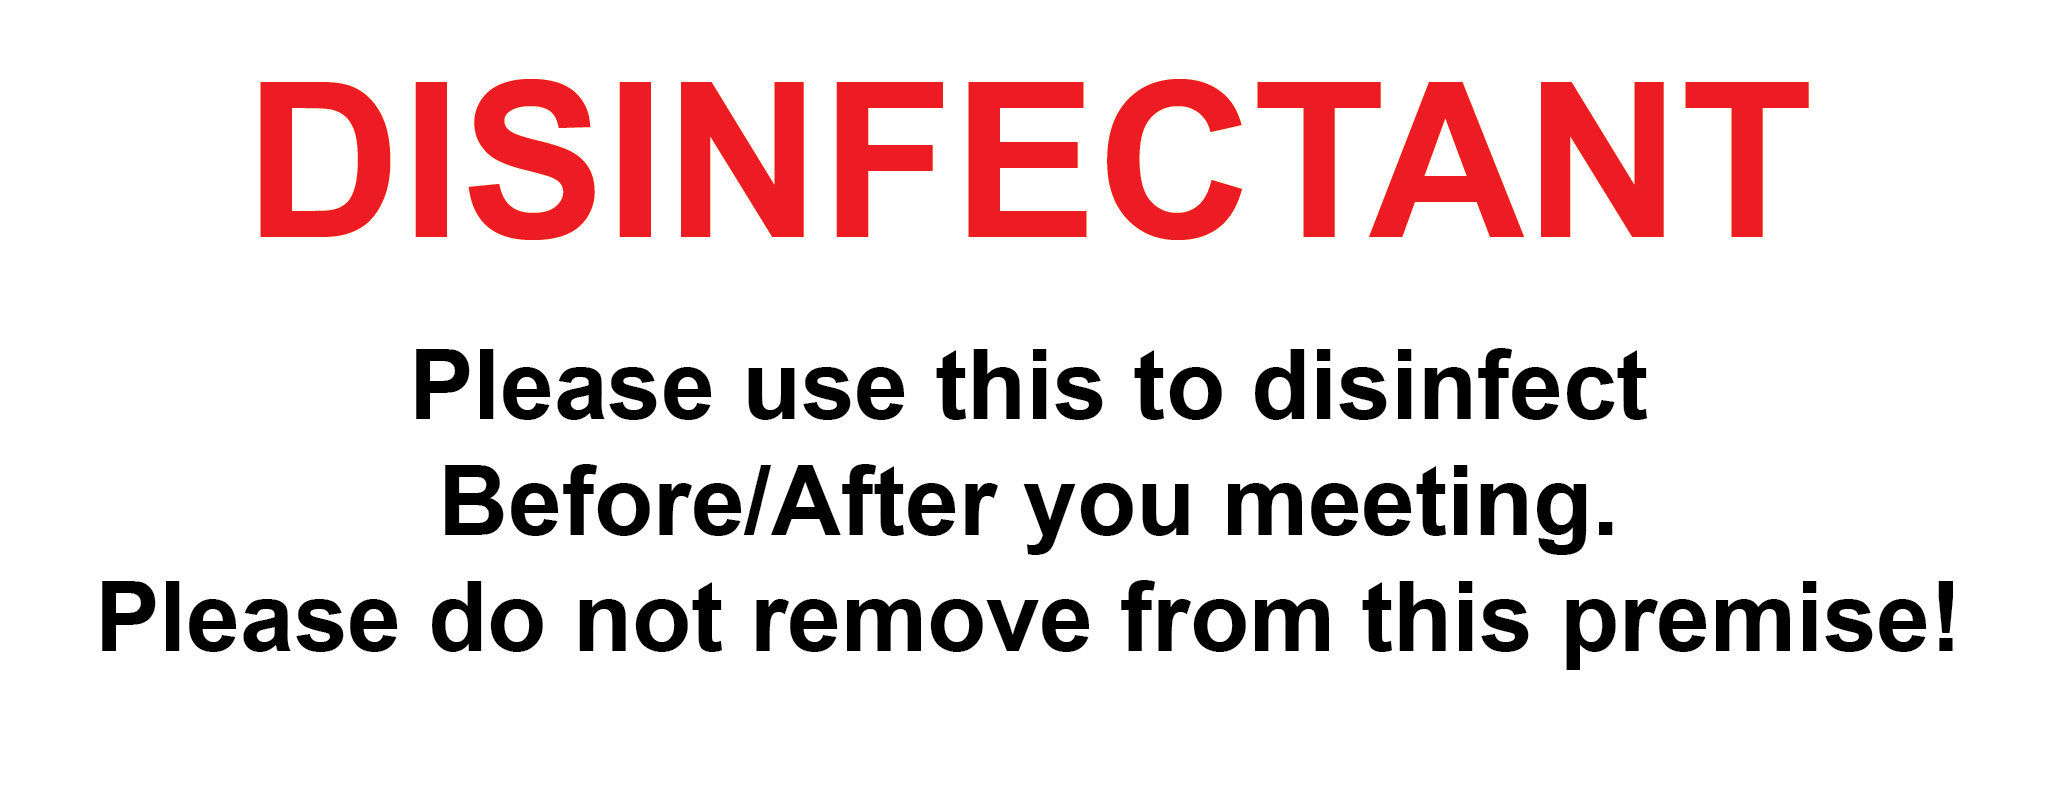 DISINFECTANT
Please use this to disinfect
Before/After you meeting.
Please do not remove from this premise!